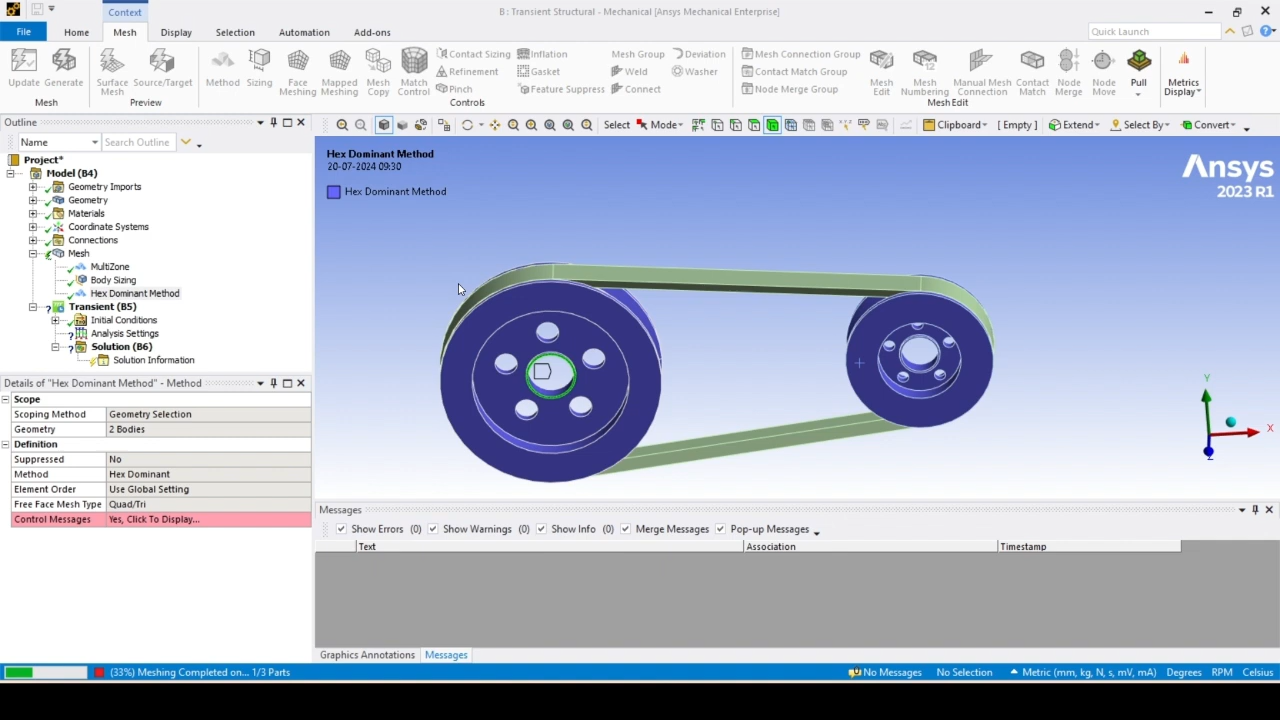 Context
B : Transient Structural - Mechanical [Ansys Mechanical Enterprise]
File Home Mesh Display Selection Automation Add-ons
Quick Launch
Update Generate
Mesh
Surface Mesh Source/Target
Preview
Method Sizing Face Meshing Mapped Meshing Mesh Copy Match Control
Contact Sizing Inflation Mesh Group Deviation
Refinement Gasket Weld Washer
Pinch Feature Suppress Connect
Controls
Mesh Connection Group
Contact Match Group
Node Merge Group
Mesh Edit Mesh Numbering Manual Mesh Connection Contact Match Node Merge Node Move Pull
Mesh Edit
Metrics Display
Outline
Select Mode Clipboard [ Empty ] Extend Select By Convert
Name Search Outline
Project*
Model (B4)
Geometry Imports
Geometry
Materials
Coordinate Systems
Connections
Mesh
MultiZone
Body Sizing
Hex Dominant Method
Transient (B5)
Initial Conditions
Analysis Settings
Solution (B6)
Solution Information
Details of "Hex Dominant Method" - Method
Scope
Scoping Method Geometry Selection
Geometry 2 Bodies
Definition
Suppressed No
Method Hex Dominant
Element Order Use Global Setting
Free Face Mesh Type Quad/Tri
Control Messages Yes, Click To Display...
Hex Dominant Method
20-07-2024 09:30
Hex Dominant Method
Ansys
2023 R1
Y
X
Z
Messages
Show Errors (0) Show Warnings (0) Show Info (0) Merge Messages Pop-up Messages
Text Association Timestamp
Graphics Annotations Messages
(33%) Meshing Completed on... 1/3 Parts
No Messages No Selection Metric (mm, kg, N, s, mV, mA) Degrees RPM Celsius